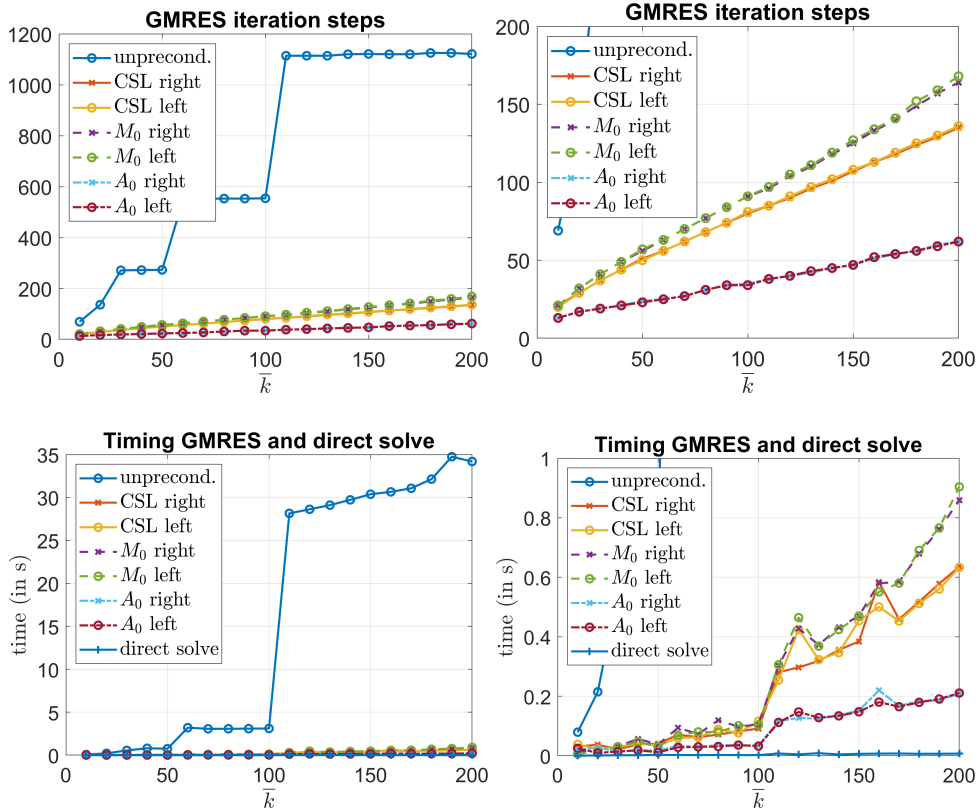 GMRES iteration steps
1200
1000
800
600
400
200
0
0 50 100 150 200
k̅
unprecond.
CSL right
CSL left
M₀ right
M₀ left
A₀ right
A₀ left
GMRES iteration steps
200
150
100
50
0
0 50 100 150 200
k̅
unprecond.
CSL right
CSL left
M₀ right
M₀ left
A₀ right
A₀ left
Timing GMRES and direct solve
time (in s)
35
30
25
20
15
10
5
0
0 50 100 150 200
k̅
unprecond.
CSL right
CSL left
M₀ right
M₀ left
A₀ right
A₀ left
direct solve
Timing GMRES and direct solve
time (in s)
1
0.8
0.6
0.4
0.2
0
0 50 100 150 200
k̅
unprecond.
CSL right
CSL left
M₀ right
M₀ left
A₀ right
A₀ left
direct solve